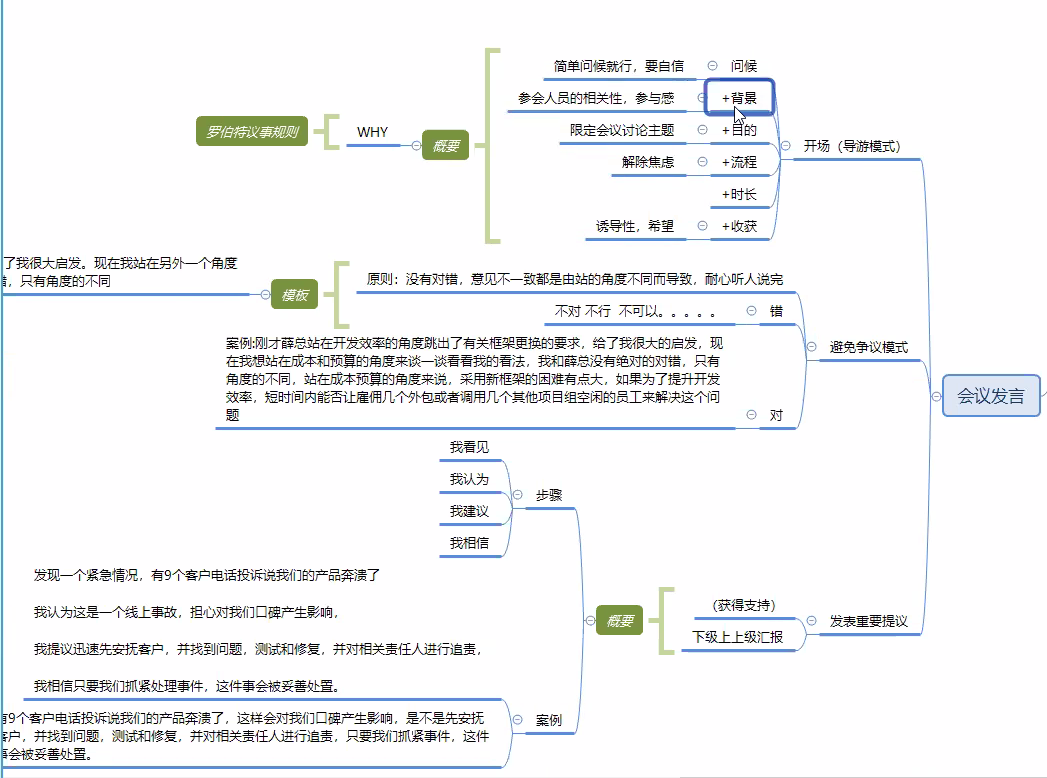 简单问候就行，要自信
问候
参会人员的相关性，参与感
+背景
限定会议讨论主题
+目的
解除焦虑
+流程
+时长
诱导性，希望
+收获
开场（导游模式）
罗伯特议事规则
WHY
概要
了我很大启发。现在我站在另外一个角度
错，只有角度的不同
模板
原则：没有对错，意见不一致都是由站的角度不同而导致，耐心听人说完
不对 不行 不可以。。。。。
错
避免争议模式
案例:刚才薛总站在开发效率的角度跳出了有关框架更换的要求，给了我很大的启发，现
在我想站在成本和预算的角度来谈一谈看看我的看法，我和薛总没有绝对的对错，只有
角度的不同，站在成本预算的角度来说，采用新框架的困难有点大，如果为了提升开发
效率，短时间内能否让雇佣几个外包或者调用几个其他项目组空闲的员工来解决这个问
题
对
会议发言
我看见
我认为
我建议
我相信
步骤
发现一个紧急情况，有9个客户电话投诉说我们的产品奔溃了
我认为这是一个线上事故，担心对我们口碑产生影响，
我提议迅速先安抚客户，并找到问题，测试和修复，并对相关责任人进行追责，
我相信只要我们抓紧处理事件，这件事会被妥善处置。
有9个客户电话投诉说我们的产品奔溃了，这样会对我们口碑产生影响，是不是先安抚
客户，并找到问题，测试和修复，并对相关责任人进行追责，只要我们抓紧事件，这件
事会被妥善处置。
案例
概要
（获得支持）
下级上上级汇报
发表重要提议